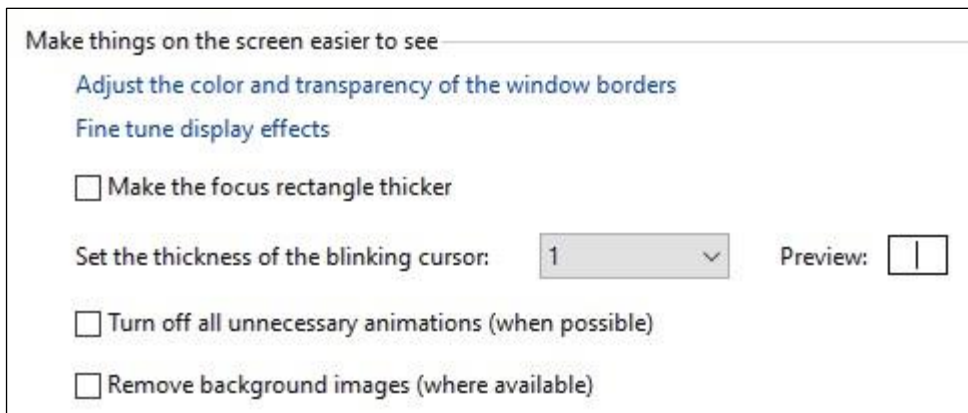 Make things on the screen easier to see
Adjust the color and transparency of the window borders
Fine tune display effects
Make the focus rectangle thicker
Set the thickness of the blinking cursor: 1 Preview:
Turn off all unnecessary animations (when possible)
Remove background images (where available)